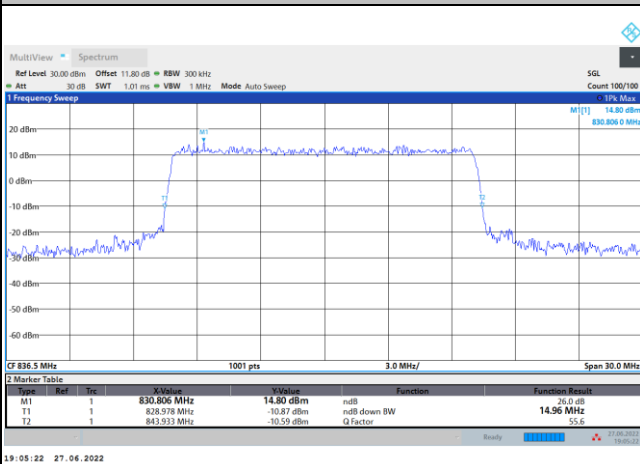 MultiView Spectrum
Ref Level 30.00 dBm Offset 11.80 dB RBW 300 kHz SGL
Att 30 dB SWT 1.01 ms VBW 1 MHz Mode Auto Sweep Count 100/100
1 Frequency Sweep 1Pk Max
M1[1] 14.80 dBm
830.806 0 MHz
M1
20 dBm
10 dBm
0 dBm
T1 T2
-10 dBm
-20 dBm
-30 dBm
-40 dBm
-50 dBm
-60 dBm
CF 836.5 MHz 1001 pts 3.0 MHz/ Span 30.0 MHz
2 Marker Table
Type Ref Trc X-Value Y-Value Function Function Result
M1 1 830.806 MHz 14.80 dBm ndB 26.0 dB
T1 1 828.978 MHz -10.87 dBm ndB down BW 14.96 MHz
T2 1 843.933 MHz -10.59 dBm Q Factor 55.6
Ready 27.06.2022
19:05:22
19:05:22 27.06.2022